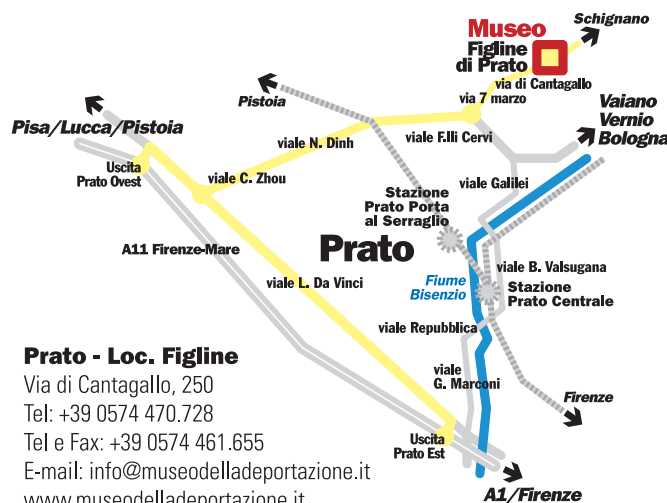 Museo
Figline
di Prato
Schignano
via di Cantagallo
via 7 marzo
Pistoia
Vaiano
Vernio
Bologna
Pisa/Lucca/Pistoia
viale N. Dinh
viale F.lli Cervi
Uscita
Prato Ovest
viale C. Zhou
viale Galilei
Stazione
Prato Porta
al Serraglio
A11 Firenze-Mare
Prato
viale B. Valsugana
viale L. Da Vinci
Fiume
Bisenzio
Stazione
Prato Centrale
viale Repubblica
viale
G. Marconi
Firenze
Uscita
Prato Est
A1/Firenze
Prato - Loc. Figline
Via di Cantagallo, 250
Tel: +39 0574 470.728
Tel e Fax: +39 0574 461.655
E-mail: info@museodelladeportazione.it
www.museodelladeportazione.it